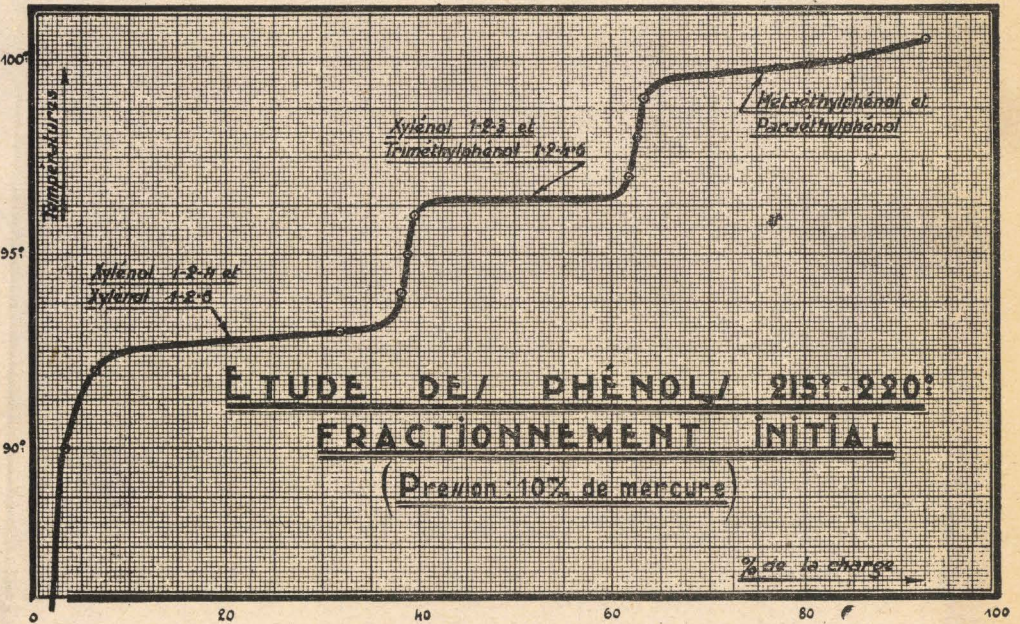 100°
Températures
Xylénol 1-2-3 et
Triméthylphénol 1-2-4-6
Métaéthylphénol et
Paraéthylphénol
95°
Xylénol 1-2-4 et
Xylénol 1-2-6
ETUDE DES PHÉNOLS 215°-220°
FRACTIONNEMENT INITIAL
90°
(Pression : 10% de mercure)
% de la charge
0 20 40 60 80 100